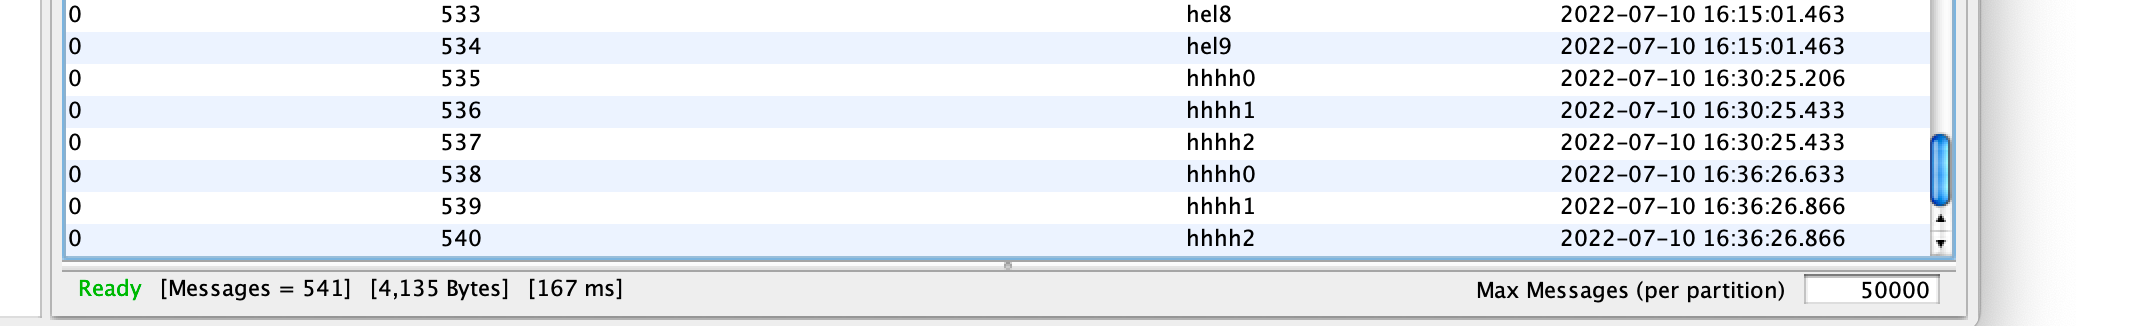 0 533 hel8 2022-07-10 16:15:01.463
0 534 hel9 2022-07-10 16:15:01.463
0 535 hhhh0 2022-07-10 16:30:25.206
0 536 hhhh1 2022-07-10 16:30:25.433
0 537 hhhh2 2022-07-10 16:30:25.433
0 538 hhhh0 2022-07-10 16:36:26.633
0 539 hhhh1 2022-07-10 16:36:26.866
0 540 hhhh2 2022-07-10 16:36:26.866
Ready [Messages = 541] [4,135 Bytes] [167 ms] Max Messages (per partition) 50000